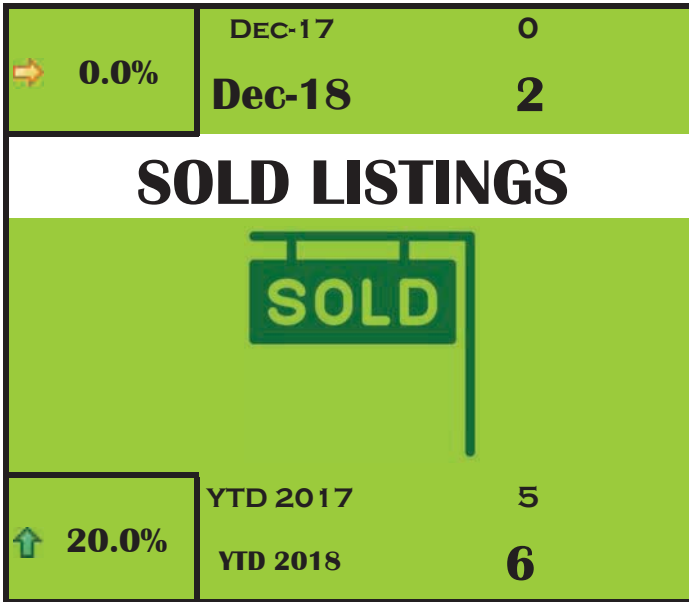 DEC-17 0
0.0%
Dec-18 2
SOLD LISTINGS
SOLD
YTD 2017 5
20.0%
YTD 2018 6